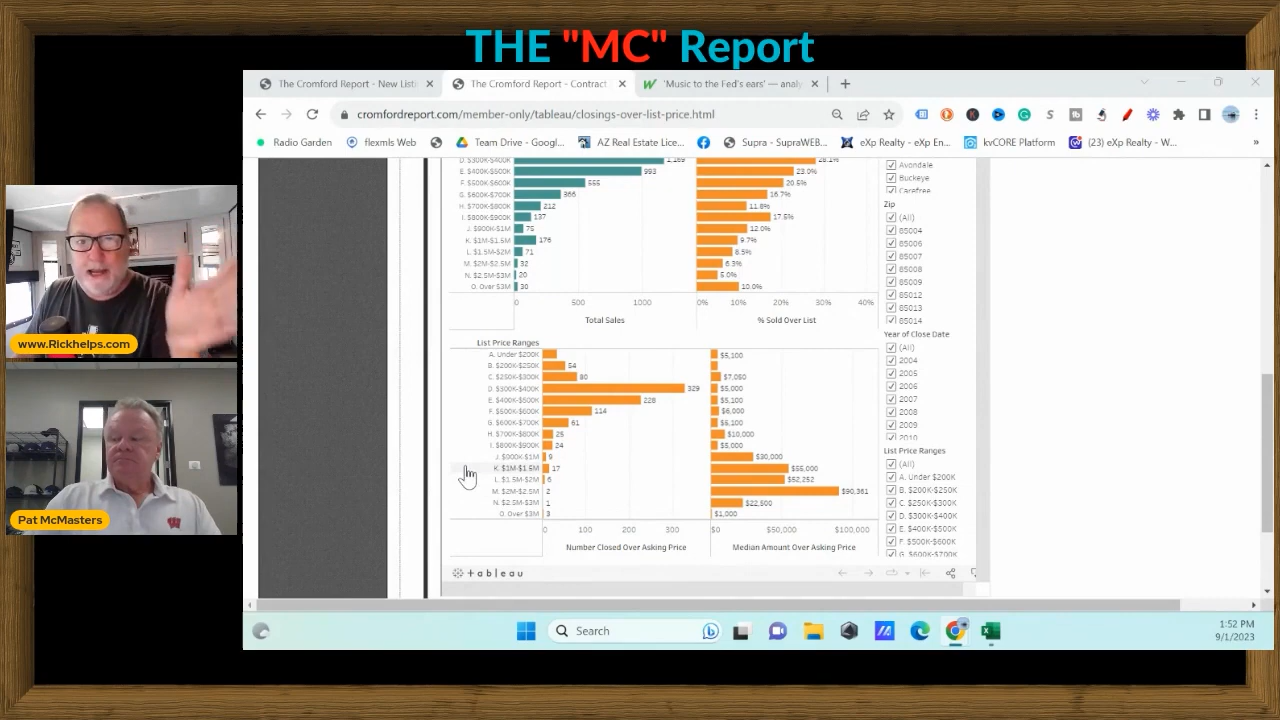 THE "MC" Report
The Cromford Report - New Listi
The Cromford Report - Contract
'Music to the Fed's ears' — analy
cromfordreport.com/member-only/tableau/closings-over-list-price.html
Radio Garden
flexmls Web
Team Drive - Googl...
AZ Real Estate Lice...
Supra - SupraWEB...
eXp Realty - eXp En...
kvCORE Platform
(23) eXp Realty - W...
»
D. $300K-$400K 1,169 28.1%
E. $400K-$500K 993 23.0%
F. $500K-$600K 555 20.5%
G. $600K-$700K 366 16.7%
H. $700K-$800K 212 11.8%
I. $800K-$900K 137 17.5%
J. $900K-$1M 75 12.0%
K. $1M-$1.5M 176 9.7%
L. $1.5M-$2M 71 8.5%
M. $2M-$2.5M 32 6.3%
N. $2.5M-$3M 20 5.0%
O. Over $3M 30 10.0%
0 500 1000 0% 10% 20% 30% 40%
Total Sales % Sold Over List
List Price Ranges
A. Under $200K $5,100
B. $200K-$250K 54
C. $250K-$300K 80 $7,050
D. $300K-$400K 329 $5,000
E. $400K-$500K 228 $5,100
F. $500K-$600K 114 $6,000
G. $600K-$700K 61 $5,100
H. $700K-$800K 25 $10,000
I. $800K-$900K 24 $5,000
J. $900K-$1M 9 $30,000
K. $1M-$1.5M 17 $55,000
L. $1.5M-$2M 6 $52,252
M. $2M-$2.5M 2 $90,361
N. $2.5M-$3M 1 $22,500
O. Over $3M 3 $1,000
0 100 200 300 $0 $50,000 $100,000
Number Closed Over Asking Price Median Amount Over Asking Price
+ a b l e a u
Avondale
Buckeye
Carefree
Zip
(All)
85004
85006
85007
85008
85009
85012
85013
85014
Year of Close Date
(All)
2004
2005
2006
2007
2008
2009
2010
List Price Ranges
(All)
A. Under $200K
B. $200K-$250K
C. $250K-$300K
D. $300K-$400K
E. $400K-$500K
F. $500K-$600K
G. $600K-$700K
www.Rickhelps.com
Pat McMasters
W
Search
1:52 PM
9/1/2023